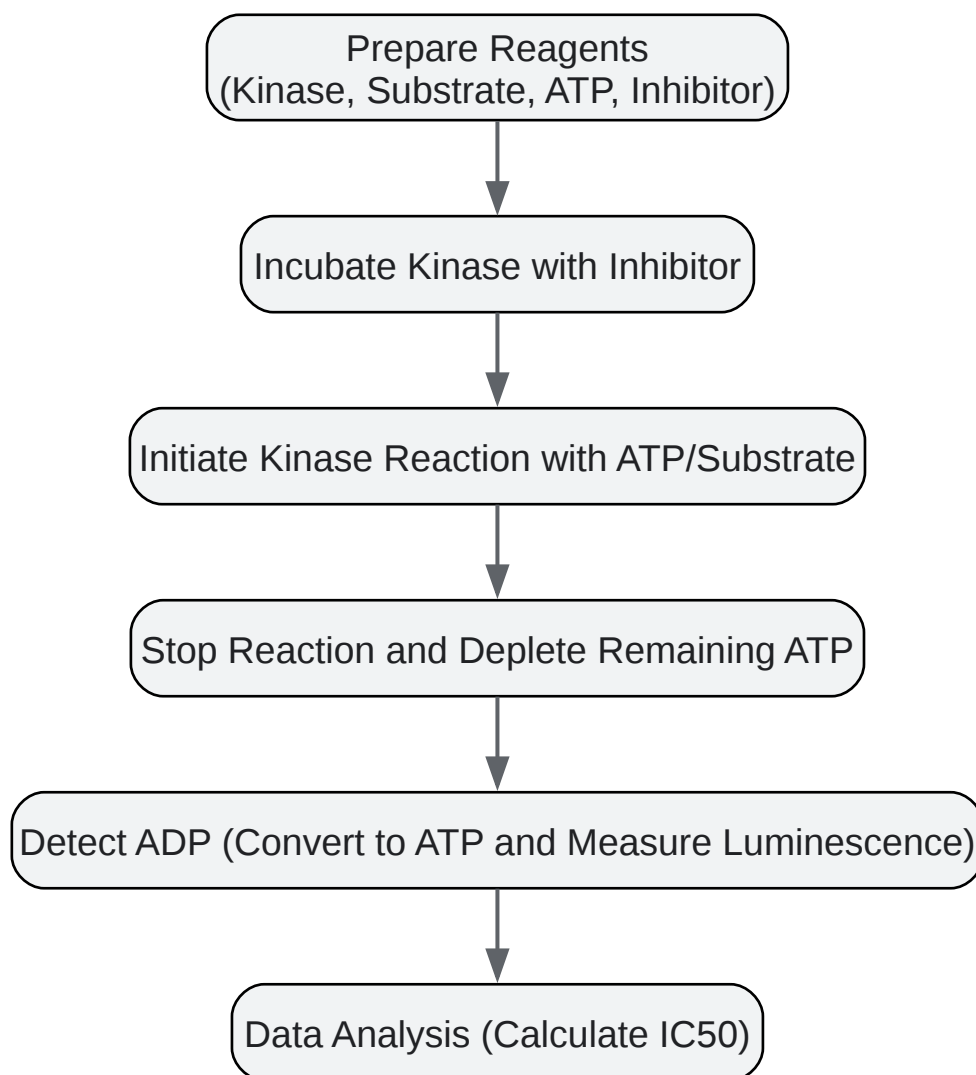 Prepare Reagents
(Kinase, Substrate, ATP, Inhibitor)
Incubate Kinase with Inhibitor
Initiate Kinase Reaction with ATP/Substrate
Stop Reaction and Deplete Remaining ATP
Detect ADP (Convert to ATP and Measure Luminescence)
Data Analysis (Calculate IC50)